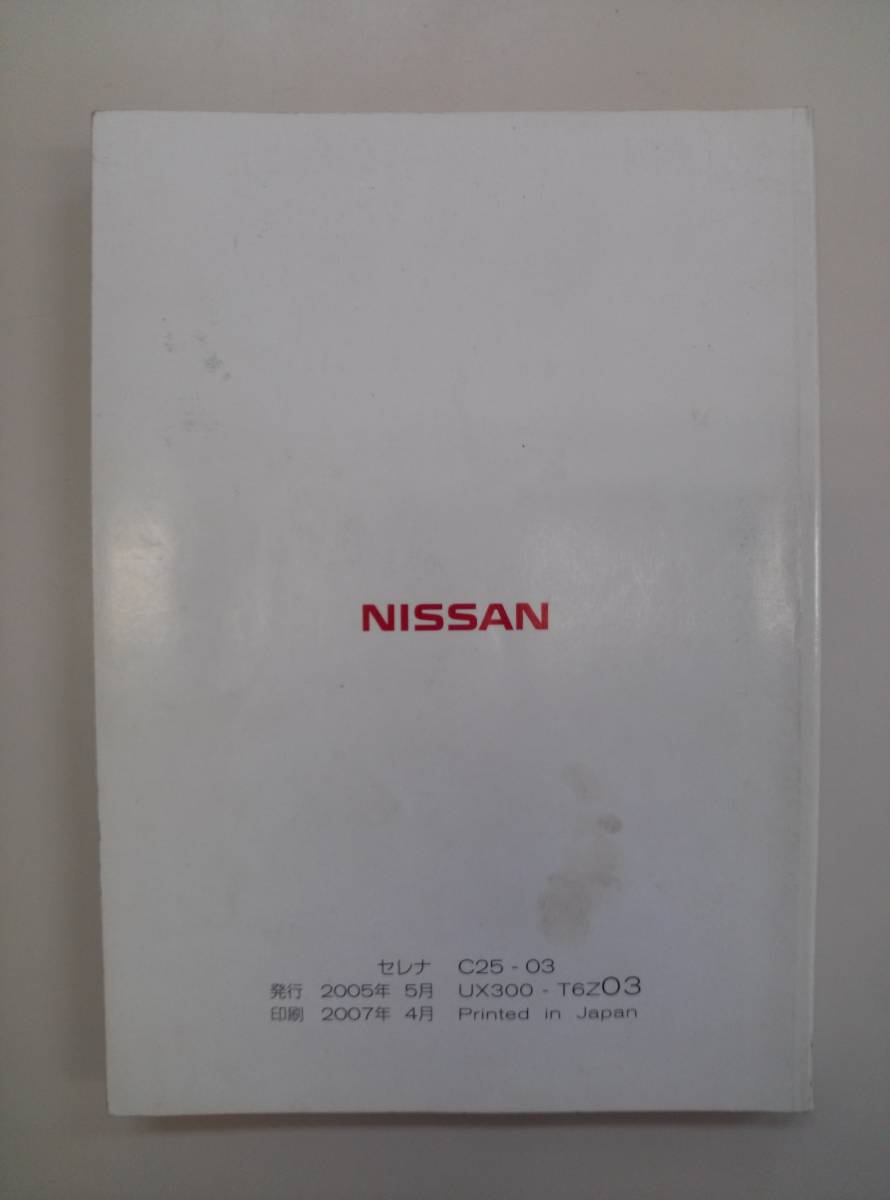 NISSAN
セレナ C25 - 03
発行 2005年 5月 UX300 - T6Z03
印刷 2007年 4月 Printed in Japan